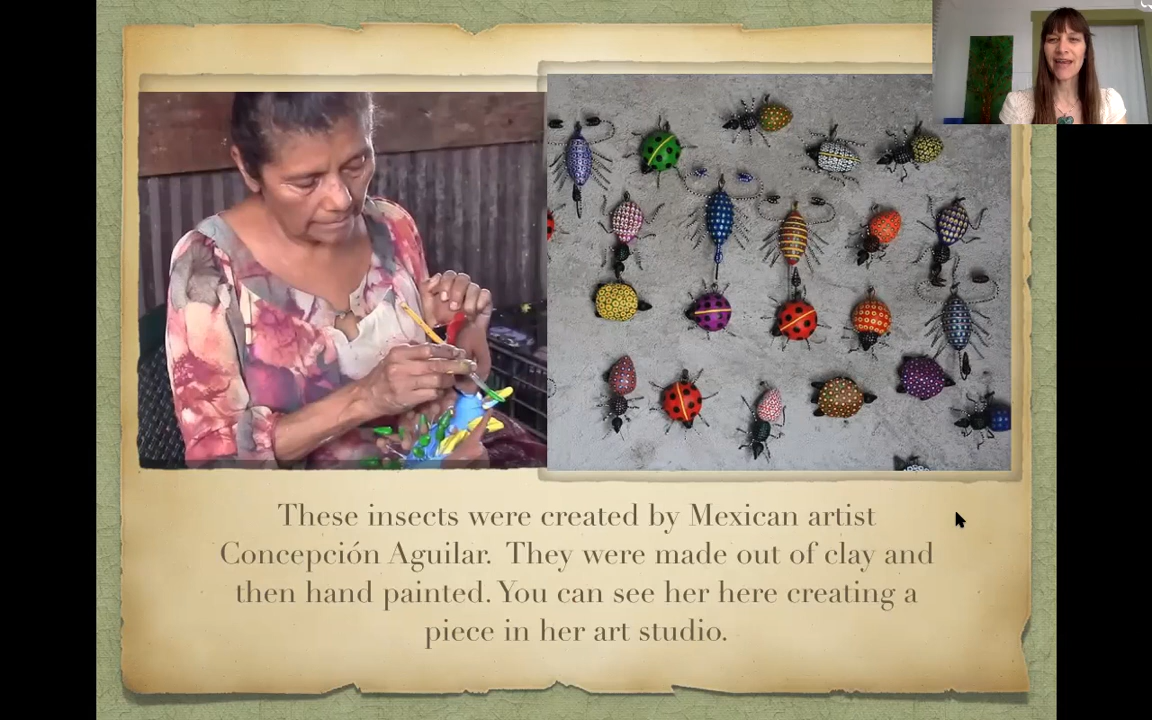 These insects were created by Mexican artist
Concepción Aguilar. They were made out of clay and
then hand painted. You can see her here creating a
piece in her art studio.